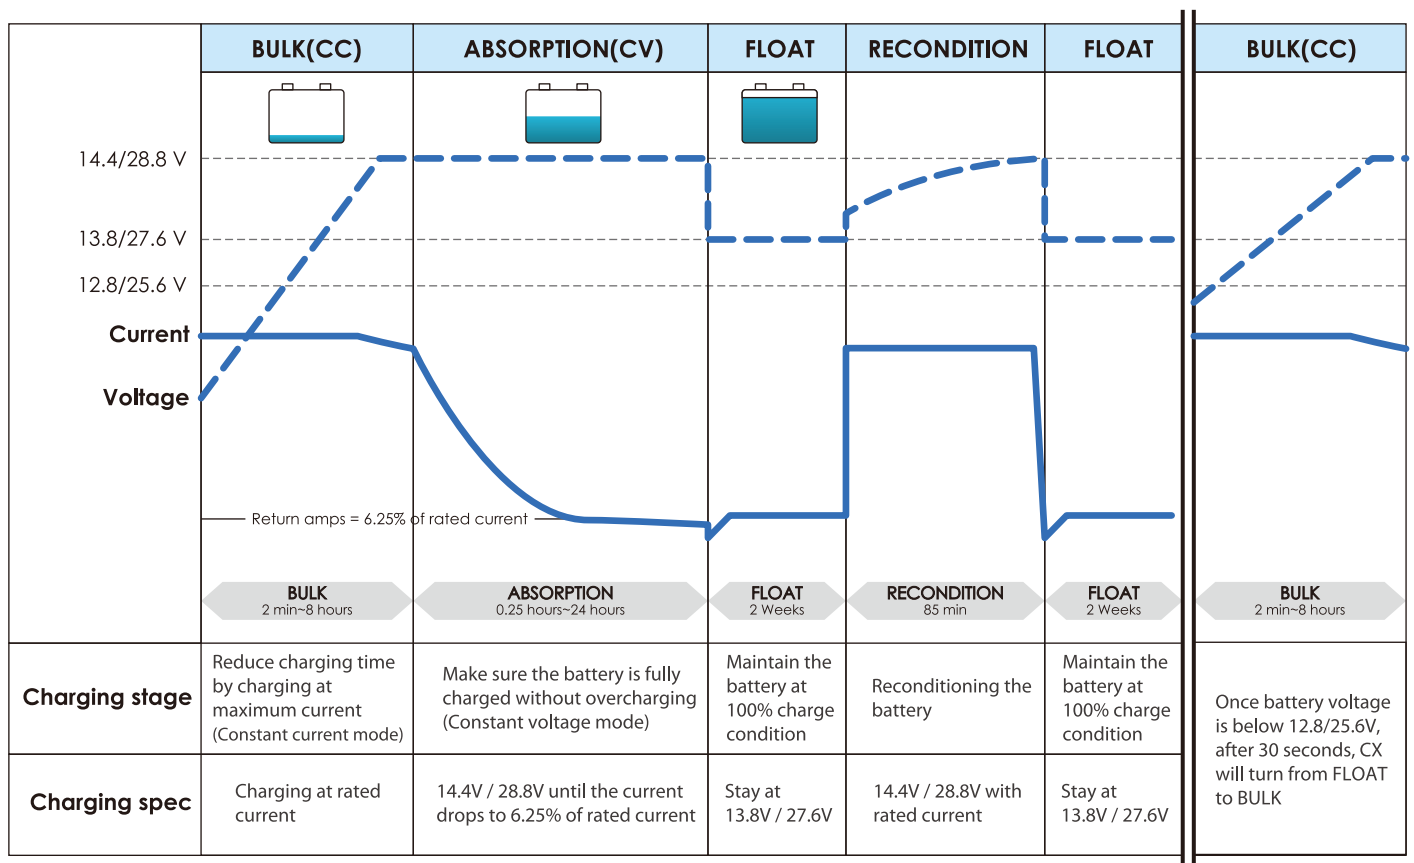 BULK(CC)
ABSORPTION(CV)
FLOAT
RECONDITION
FLOAT
BULK(CC)
14.4/28.8 V
13.8/27.6 V
12.8/25.6 V
Current
Voltage
Return amps = 6.25% of rated current
BULK
2 min~8 hours
ABSORPTION
0.25 hours~24 hours
FLOAT
2 Weeks
RECONDITION
85 min
FLOAT
2 Weeks
BULK
2 min~8 hours
Charging stage
Reduce charging time
by charging at
maximum current
(Constant current mode)
Make sure the battery is fully
charged without overcharging
(Constant voltage mode)
Maintain the
battery at
100% charge
condition
Reconditioning the
battery
Maintain the
battery at
100% charge
condition
Once battery voltage
is below 12.8/25.6V,
after 30 seconds, CX
will turn from FLOAT
to BULK
Charging spec
Charging at rated
current
14.4V / 28.8V until the current
drops to 6.25% of rated current
Stay at
13.8V / 27.6V
14.4V / 28.8V with
rated current
Stay at
13.8V / 27.6V